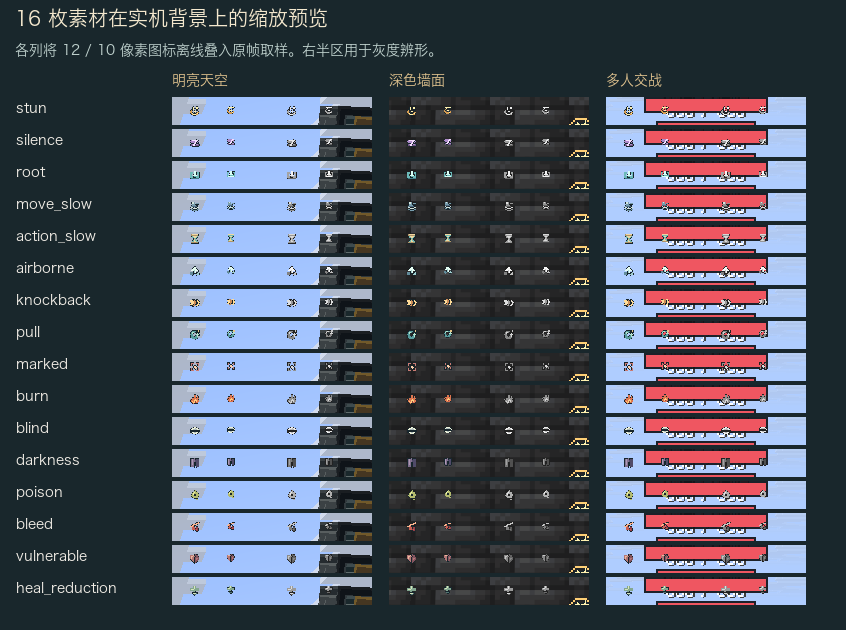 16 枚素材在实机背景上的缩放预览
各列将 12 / 10 像素图标离线叠入原帧取样。右半区用于灰度辨形。
明亮天空 深色墙面 多人交战
stun
silence
root
move_slow
action_slow
airborne
knockback
pull
marked
burn
blind
darkness
poison
bleed
vulnerable
heal_reduction